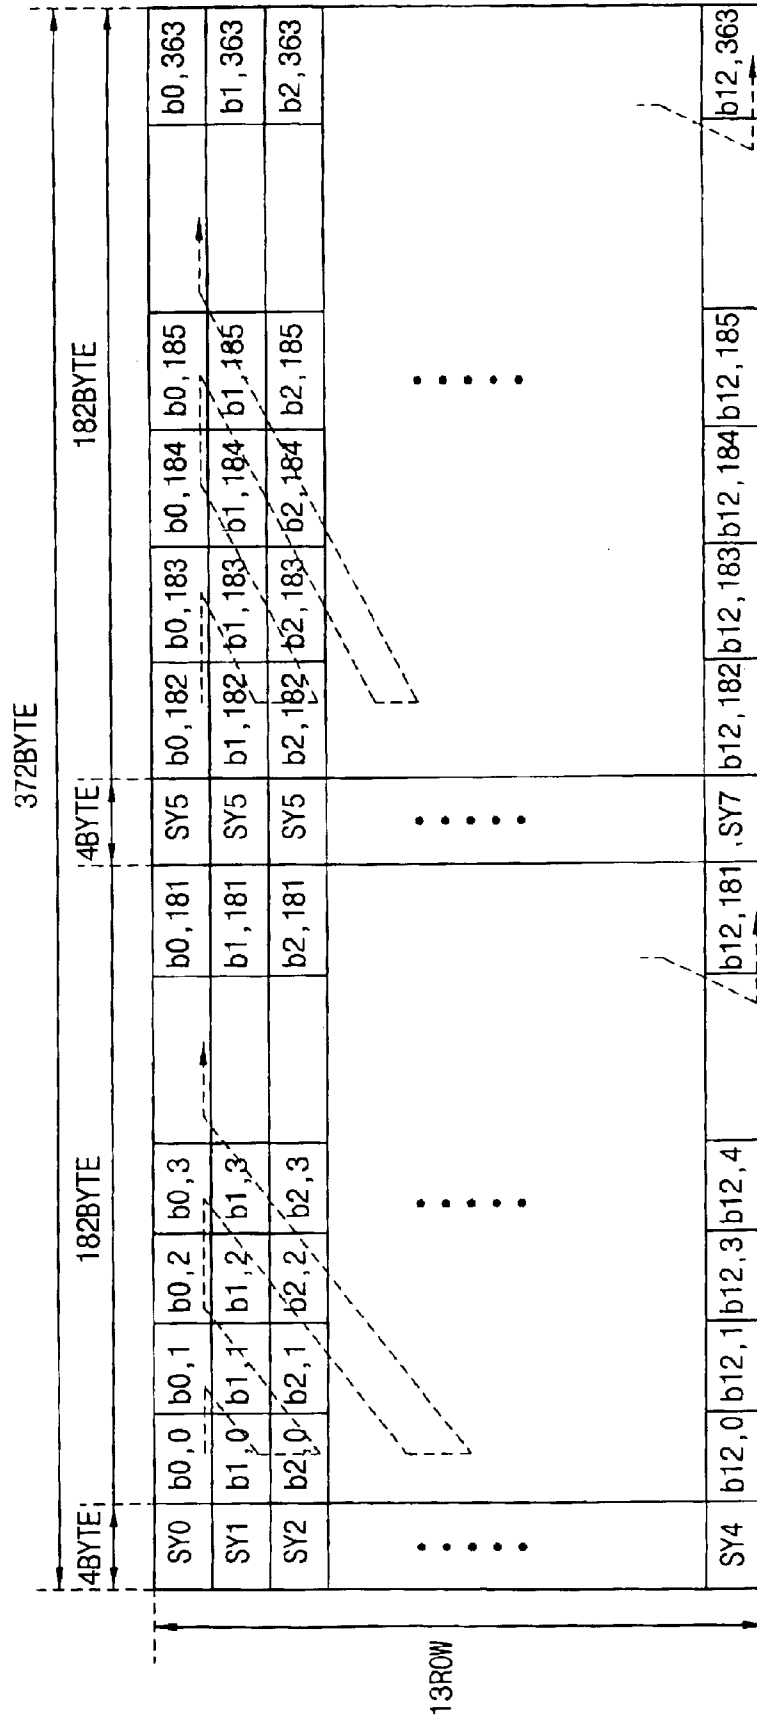 372BYTE
4BYTE 182BYTE 4BYTE 182BYTE
SY0 b0,0 b0,1 b0,2 b0,3 b0,181 SY5 b0,182 b0,183 b0,184 b0,185 b0,363
SY1 b1,0 b1,1 b1,2 b1,3 b1,181 SY5 b1,182 b1,183 b1,184 b1,185 b1,363
SY2 b2,0 b2,1 b2,2 b2,3 b2,181 SY5 b2,182 b2,183 b2,184 b2,185 b2,363
13ROW
SY4 b12,0 b12,1 b12,3 b12,4 b12,181 ,SY7 b12,182 b12,183 b12,184 b12,185 b12,363